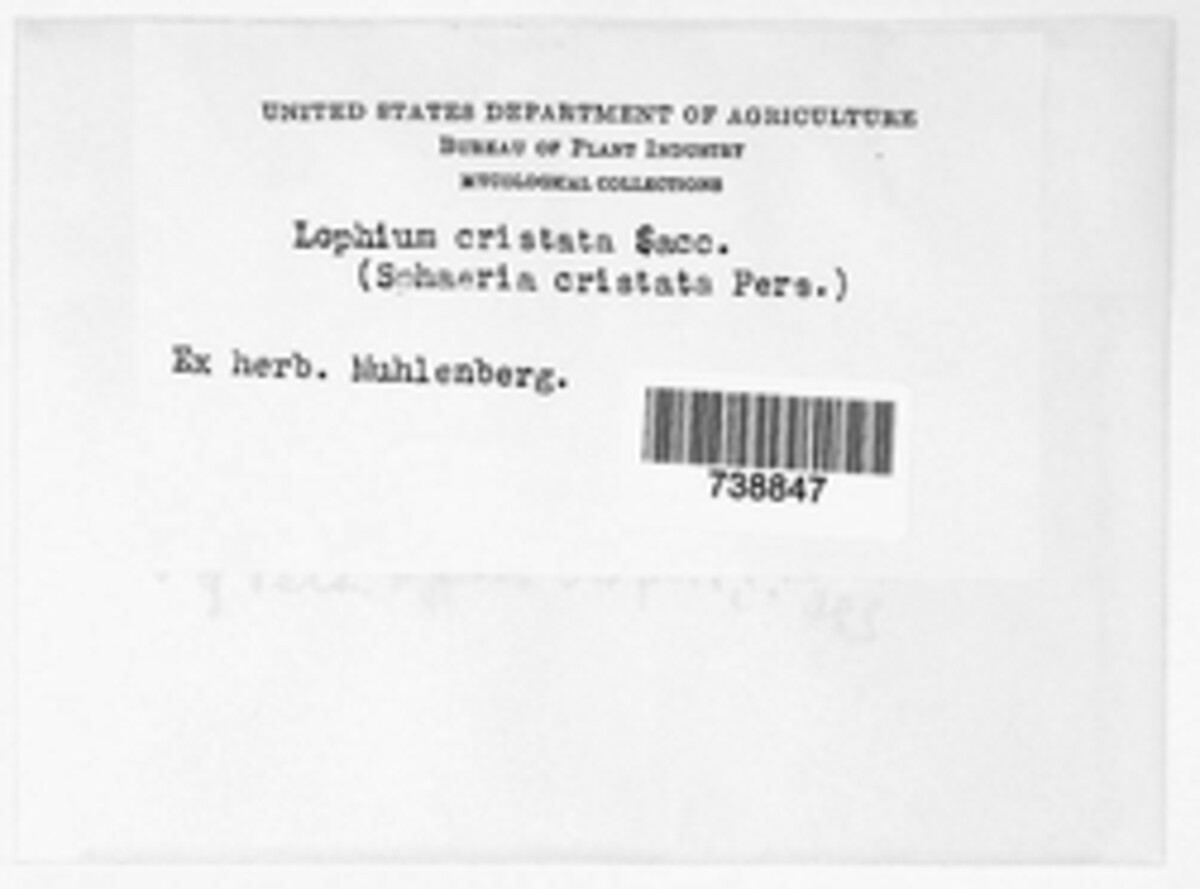 UNITED STATES DEPARTMENT OF AGRICULTURE
BUREAU OF PLANT INDUSTRY
MYCOLOGICAL COLLECTIONS
Lophium cristata Sacc.
(Sphaeria cristata Pers.)
Ex herb. Muhlenberg.
738847